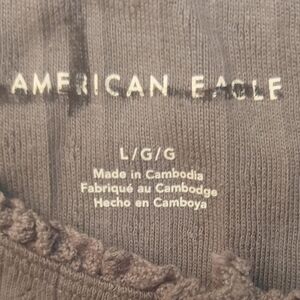 AMERICAN EAGLE
L/G/G
Made in Cambodia
Fabriqué au Cambodge
Hecho en Camboya